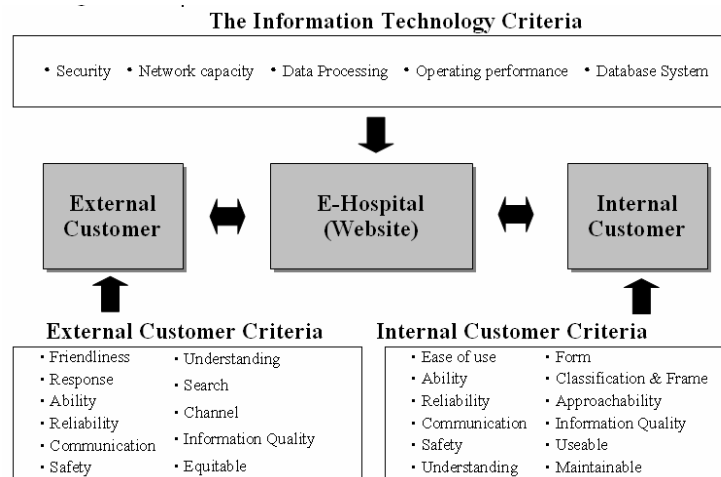 The Information Technology Criteria
• Security • Network capacity • Data Processing • Operating performance • Database System
External
Customer
E-Hospital
(Website)
Internal
Customer
External Customer Criteria
· Friendliness
· Response
· Ability
· Reliability
· Communication
· Safety
· Understanding
· Search
· Channel
· Information Quality
· Equitable
Internal Customer Criteria
· Ease of use
· Ability
· Reliability
· Communication
· Safety
· Understanding
· Form
· Classification & Frame
· Approachability
· Information Quality
· Useable
· Maintainable